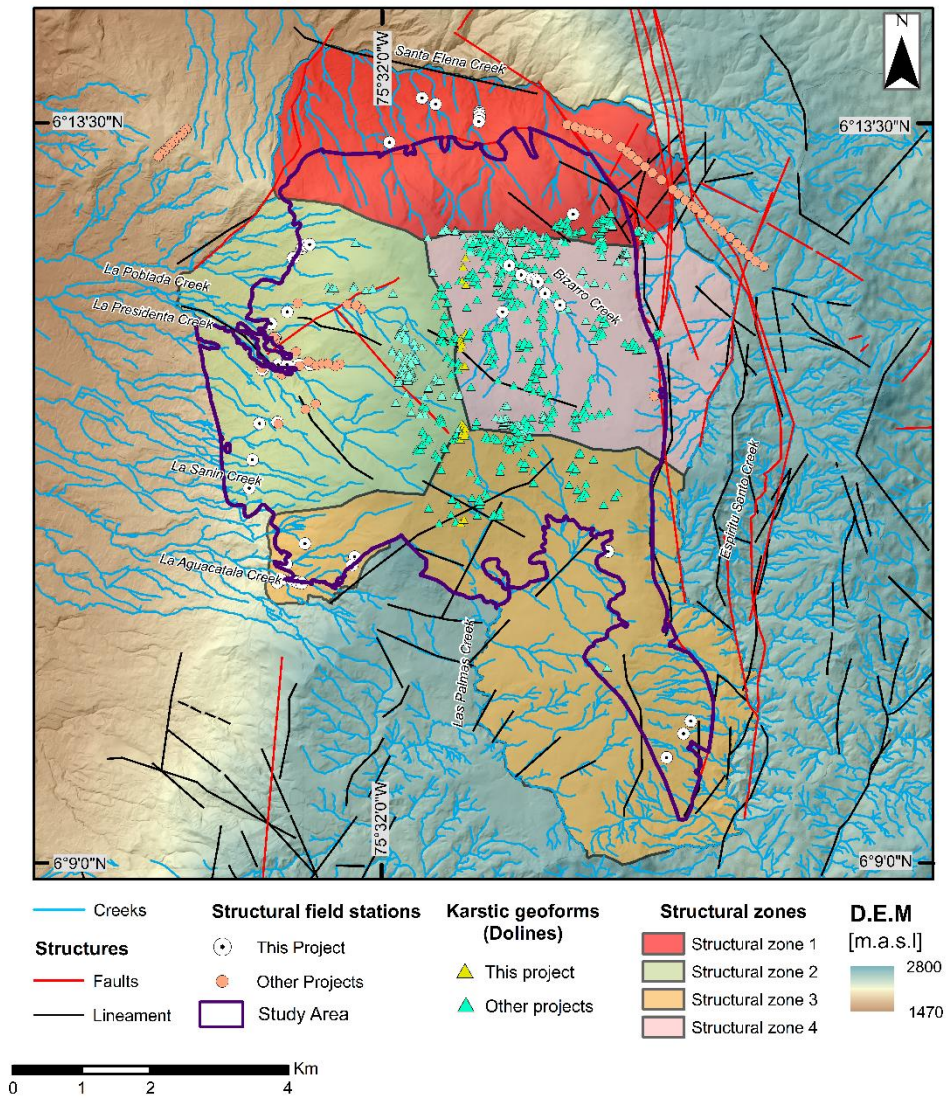 N
Santa Elena Creek
75°32'0"W
6°13'30"N
6°13'30"N
La Poblada Creek
La Presidenta Creek
Bizarro Creek
La Sanin Creek
Espiritu Santo Creek
La Aguacatala Creek
Las Palmas Creek
75°32'0"W
6°9'0"N
6°9'0"N
Creeks
Structures
Faults
Lineament
Structural field stations
This Project
Other Projects
Study Area
Karstic geoforms
(Dolines)
This project
Other projects
Structural zones
Structural zone 1
Structural zone 2
Structural zone 3
Structural zone 4
D.E.M
[m.a.s.l]
2800
1470
Km
0 1 2 4